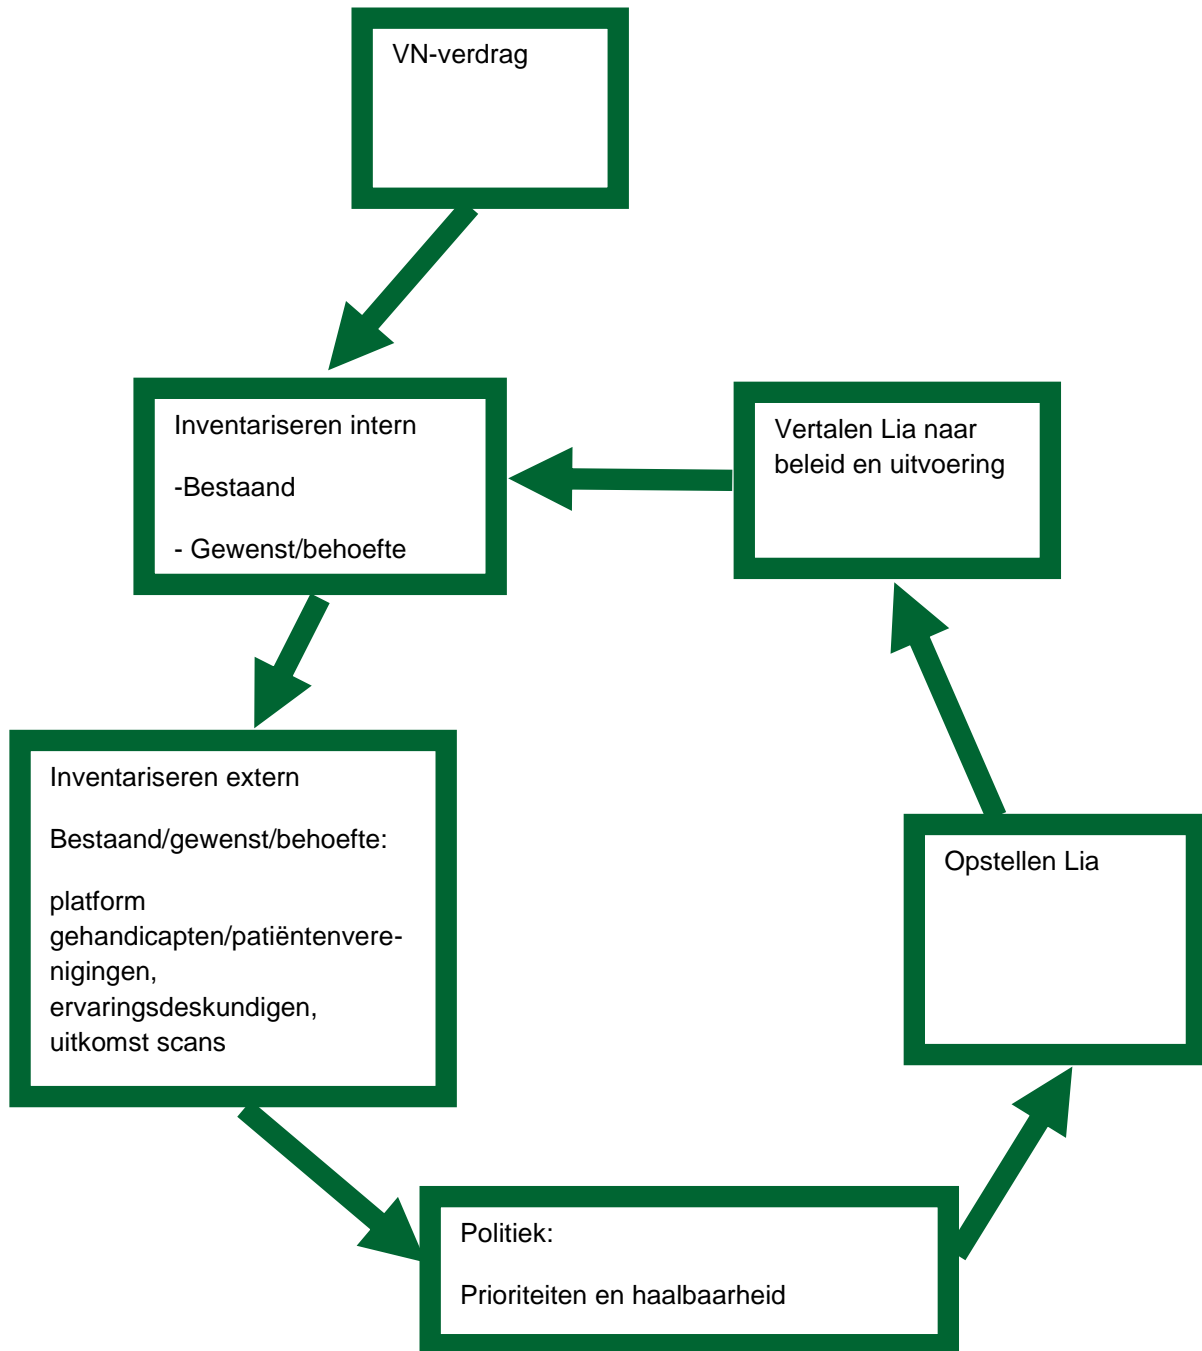 VN-verdrag
Inventariseren intern
-Bestaand
- Gewenst/behoefte
Vertalen Lia naar
beleid en uitvoering
Inventariseren extern
Bestaand/gewenst/behoefte:
platform
gehandicapten/patiëntenvere-
nigingen,
ervaringsdeskundigen,
uitkomst scans
Opstellen Lia
Politiek:
Prioriteiten en haalbaarheid